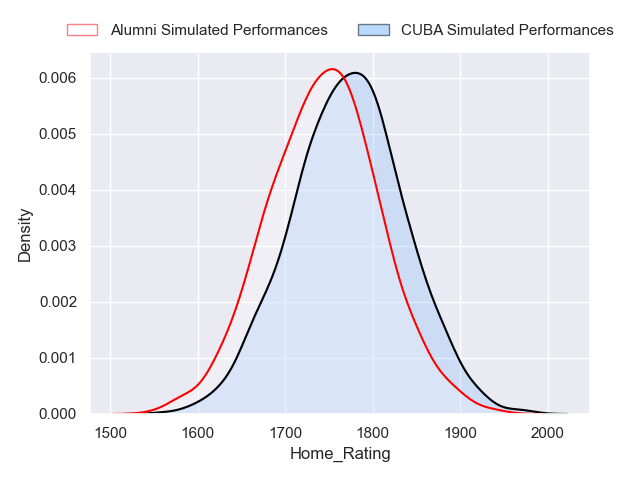 Alumni Simulated Performances CUBA Simulated Performances
0.006
0.005
0.004
0.003
0.002
0.001
0.000
Density
1500 1600 1700 1800 1900 2000
Home_Rating